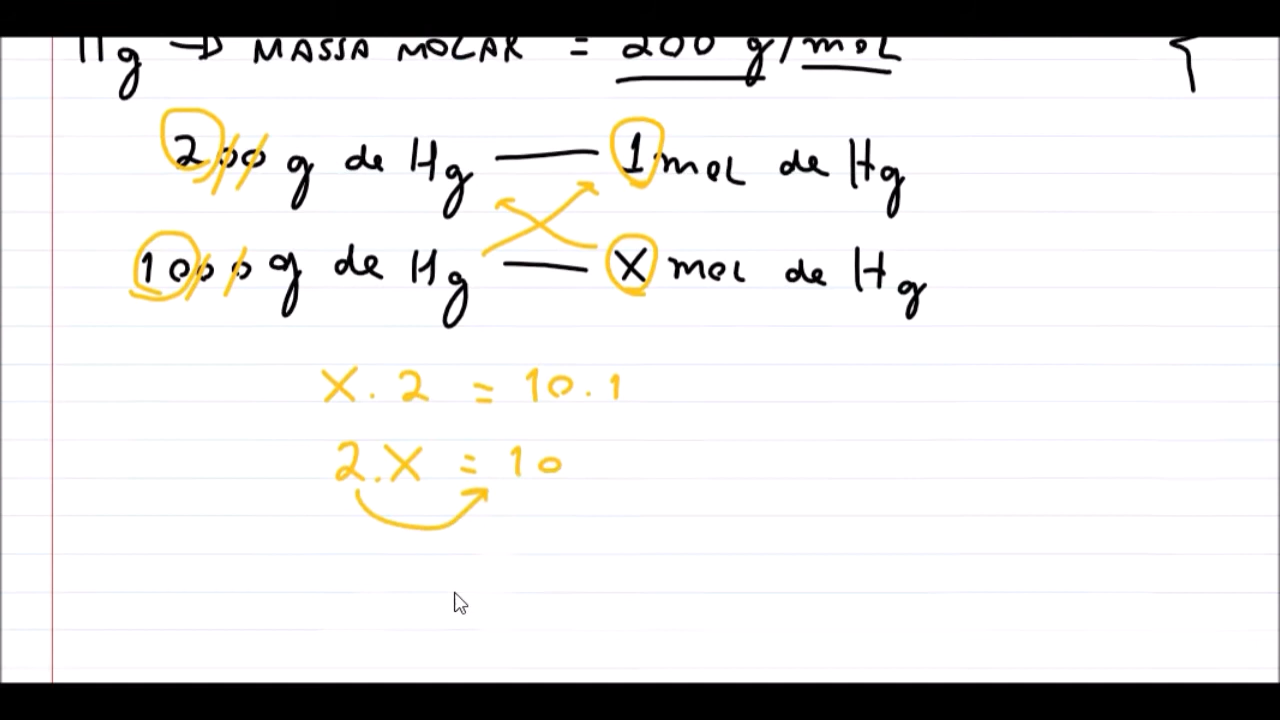 Hg → MASSA MOLAR = 200 g/mol
200 g de Hg — 1 mol de Hg
1000 g de Hg — X mol de Hg
X . 2 = 10 . 1
2 . X = 10